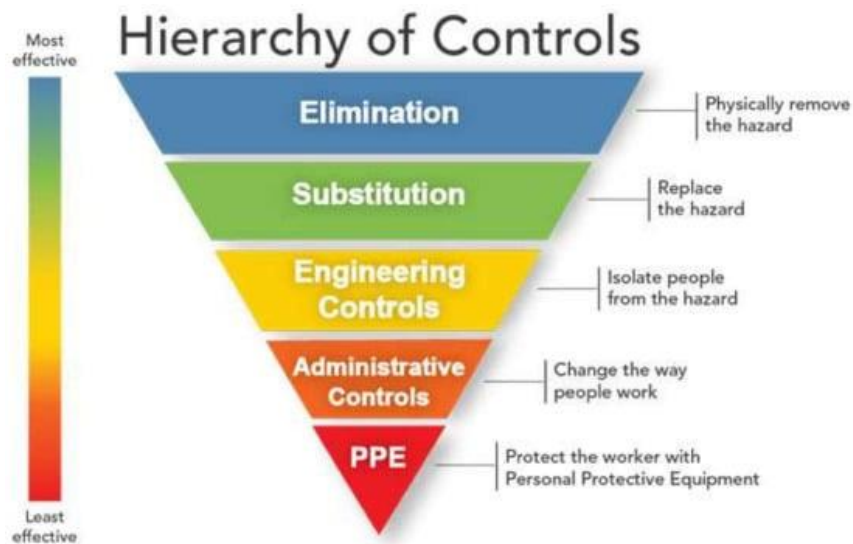 Hierarchy of Controls
Most
effective
Elimination
Physically remove
the hazard
Substitution
Replace
the hazard
Engineering
Controls
Isolate people
from the hazard
Administrative
Controls
Change the way
people work
PPE
Protect the worker with
Personal Protective Equipment
Least
effective